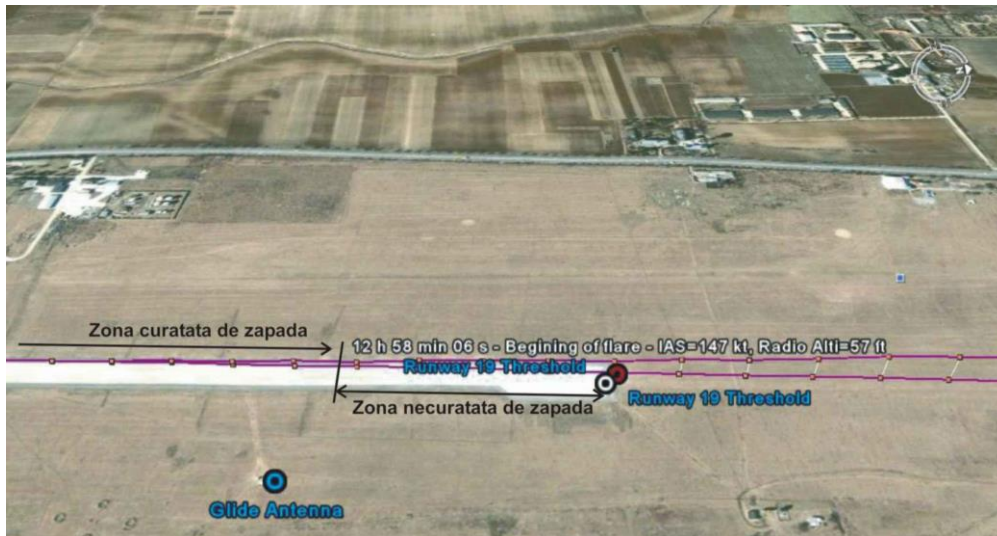 Zona curatata de zapada
12 h 58 min 06 s - Begining of flare - IAS=147 kt, Radio Alti=57 ft
Runway 19 Threshold
Runway 19 Threshold
Zona necuratata de zapada
Glide Antenna